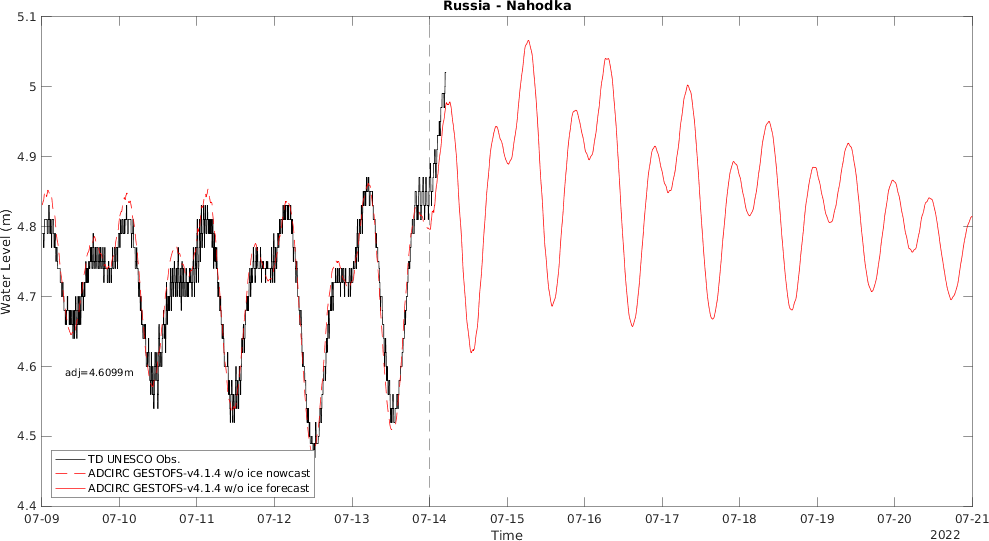 Russia - Nahodka
5.1
5
4.9
4.8
4.7
4.6
4.5
4.4
Water Level (m)
adj=4.6099m
TD UNESCO Obs.
ADCIRC GESTOFS-v4.1.4 w/o ice nowcast
ADCIRC GESTOFS-v4.1.4 w/o ice forecast
07-09 07-10 07-11 07-12 07-13 07-14 07-15 07-16 07-17 07-18 07-19 07-20 07-21
Time
2022